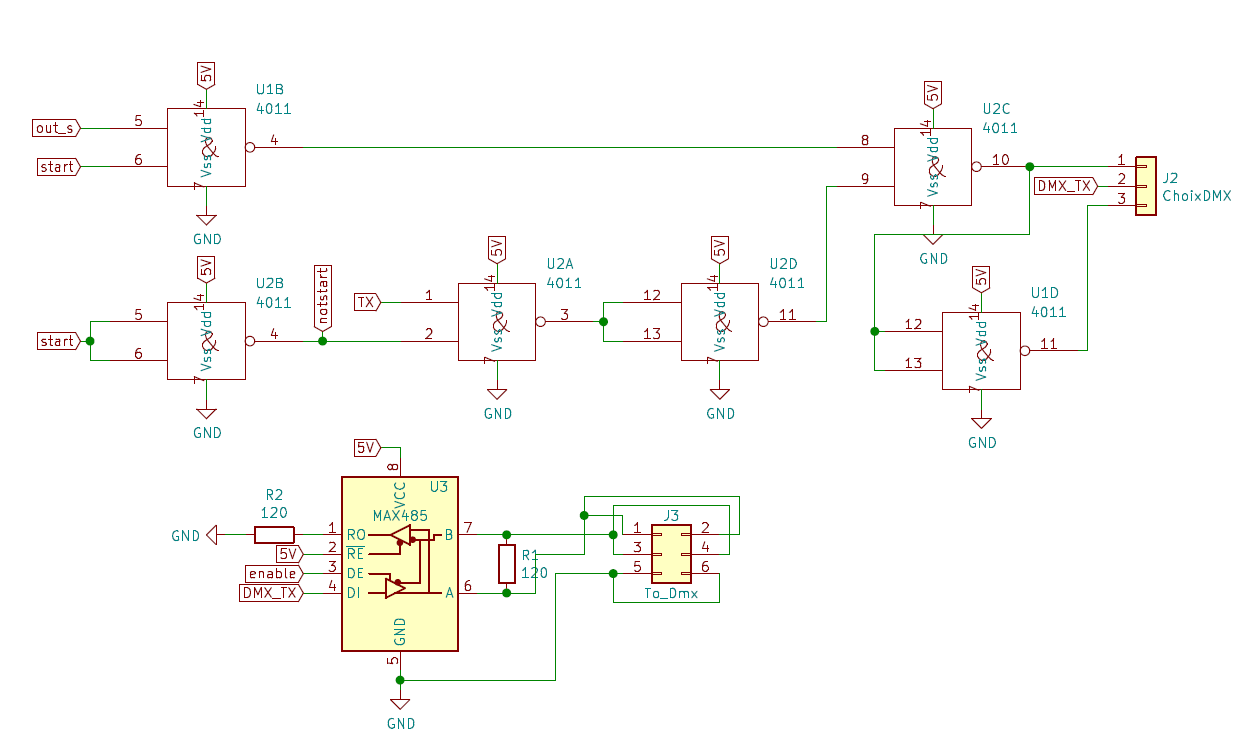 5V
U1B
4011
out_s
start
5
6
14
Vdd
&
Vss
7
4
GND
5V
U2B
4011
start
5
6
14
Vdd
&
Vss
7
4
GND
notstart
TX
1
2
5V
U2A
4011
14
Vdd
&
Vss
7
3
GND
12
13
5V
U2D
4011
14
Vdd
&
Vss
7
11
GND
8
9
5V
U2C
4011
14
Vdd
&
Vss
7
10
GND
DMX_TX
1
2
3
J2
ChoixDMX
12
13
5V
U1D
4011
14
Vdd
&
Vss
7
11
GND
5V
8
U3
VCC
MAX485
R2
120
GND
1 RO
5V
2 RE
enable
3 DE
DMX_TX
4 DI
B 7
A 6
GND
5
GND
R1
120
J3
1 2
3 4
5 6
To_Dmx